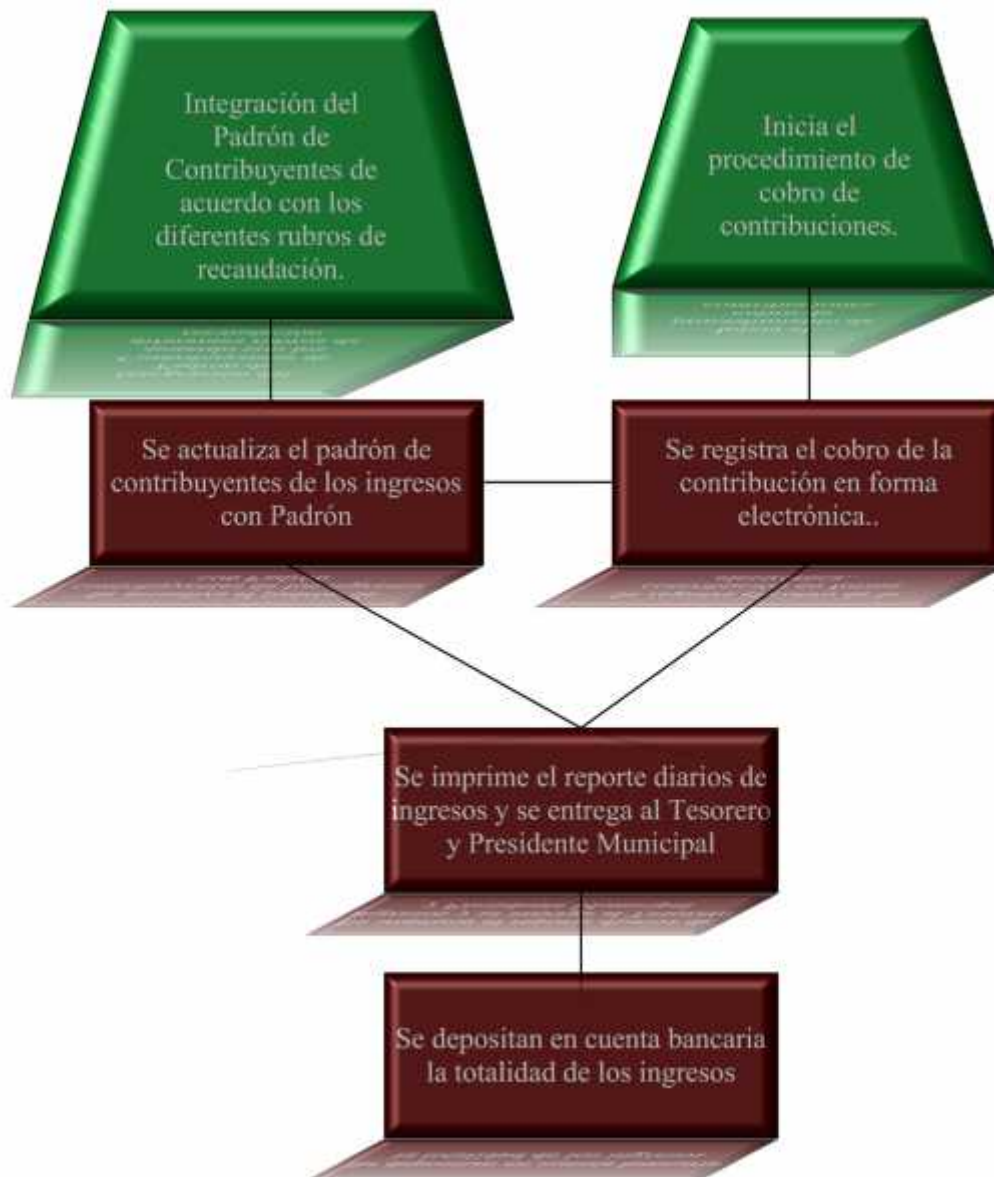 Integración del
Padrón de
Contribuyentes de
acuerdo con los
diferentes rubros de
recaudación.
Inicia el
procedimiento de
cobro de
contribuciones.
Se actualiza el padrón de
contribuyentes de los ingresos
con Padrón
Se registra el cobro de la
contribución en forma
electrónica..
Se imprime el reporte diarios de
ingresos y se entrega al Tesorero
y Presidente Municipal
Se depositan en cuenta bancaria
la totalidad de los ingresos